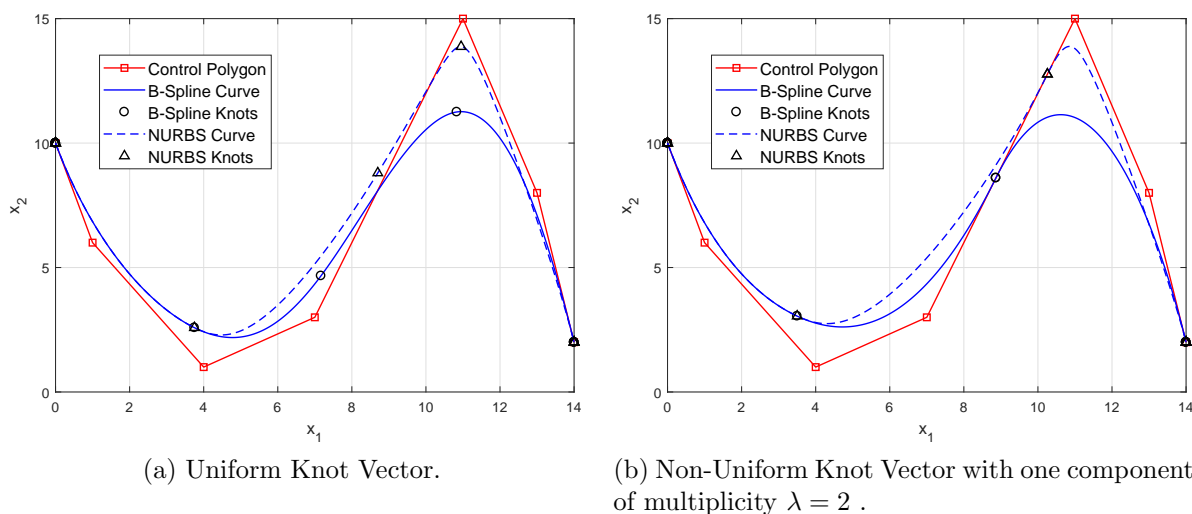 15
10
5
0
x2
0 2 4 6 8 10 12 14
x1
Control Polygon
B-Spline Curve
B-Spline Knots
NURBS Curve
NURBS Knots
(a) Uniform Knot Vector.
15
10
5
0
x2
0 2 4 6 8 10 12 14
x1
Control Polygon
B-Spline Curve
B-Spline Knots
NURBS Curve
NURBS Knots
(b) Non-Uniform Knot Vector with one component
of multiplicity λ = 2 .